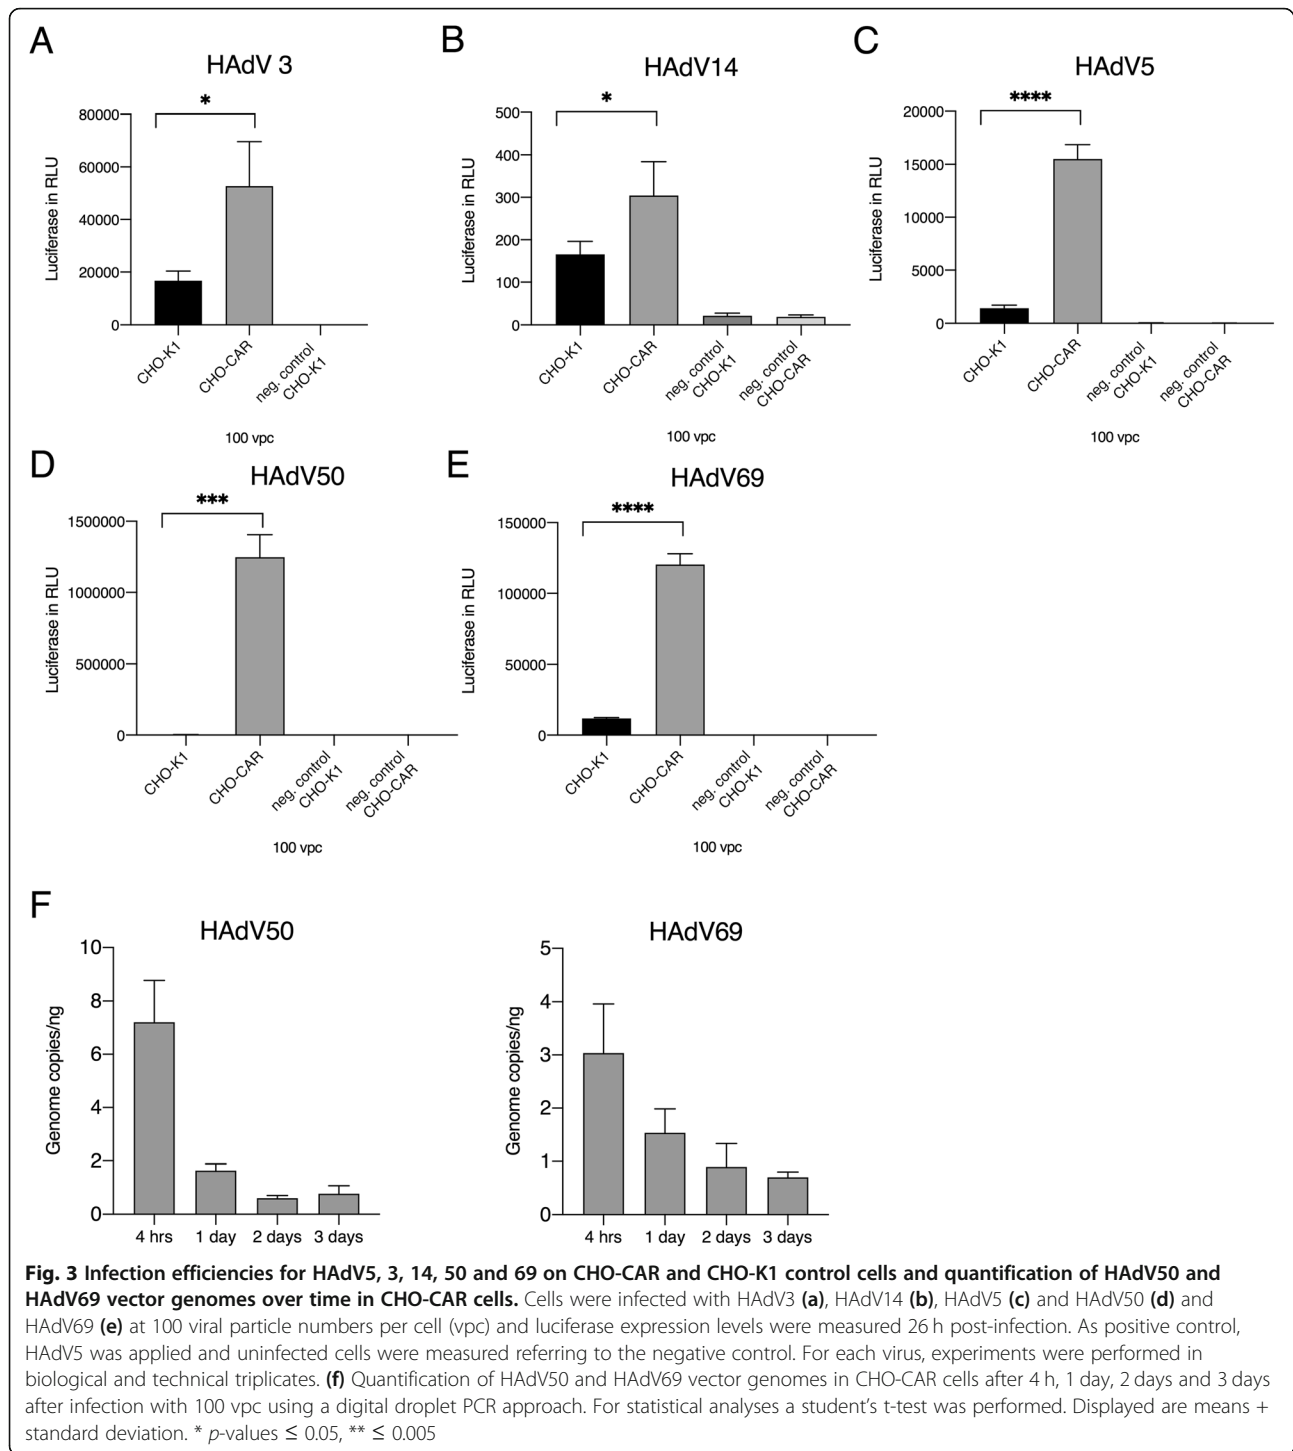 A
HAdV 3
*
Luciferase in RLU
80000
60000
40000
20000
0
CHO-K1
CHO-CAR
neg. control
CHO-K1
100 vpc
B
HAdV14
*
Luciferase in RLU
500
400
300
200
100
0
CHO-K1
CHO-CAR
neg. control
CHO-K1
neg. control
CHO-CAR
100 vpc
C
HAdV5
****
Luciferase in RLU
20000
15000
10000
5000
0
CHO-K1
CHO-CAR
neg. control
CHO-K1
neg. control
CHO-CAR
100 vpc
D
HAdV50
***
Luciferase in RLU
1500000
1000000
500000
0
CHO-K1
CHO-CAR
neg. control
CHO-K1
neg. control
CHO-CAR
100 vpc
E
HAdV69
****
Luciferase in RLU
150000
100000
50000
0
CHO-K1
CHO-CAR
neg. control
CHO-K1
neg. control
CHO-CAR
100 vpc
F
HAdV50
Genome copies/ng
10
8
6
4
2
0
4 hrs 1 day 2 days 3 days
HAdV69
Genome copies/ng
5
4
3
2
1
0
4 hrs 1 day 2 days 3 days
Fig. 3 Infection efficiencies for HAdV5, 3, 14, 50 and 69 on CHO-CAR and CHO-K1 control cells and quantification of HAdV50 and
HAdV69 vector genomes over time in CHO-CAR cells. Cells were infected with HAdV3 (a), HAdV14 (b), HAdV5 (c) and HAdV50 (d) and
HAdV69 (e) at 100 viral particle numbers per cell (vpc) and luciferase expression levels were measured 26 h post-infection. As positive control,
HAdV5 was applied and uninfected cells were measured referring to the negative control. For each virus, experiments were performed in
biological and technical triplicates. (f) Quantification of HAdV50 and HAdV69 vector genomes in CHO-CAR cells after 4 h, 1 day, 2 days and 3 days
after infection with 100 vpc using a digital droplet PCR approach. For statistical analyses a student's t-test was performed. Displayed are means +
standard deviation. * p-values ≤ 0.05, ** ≤ 0.005